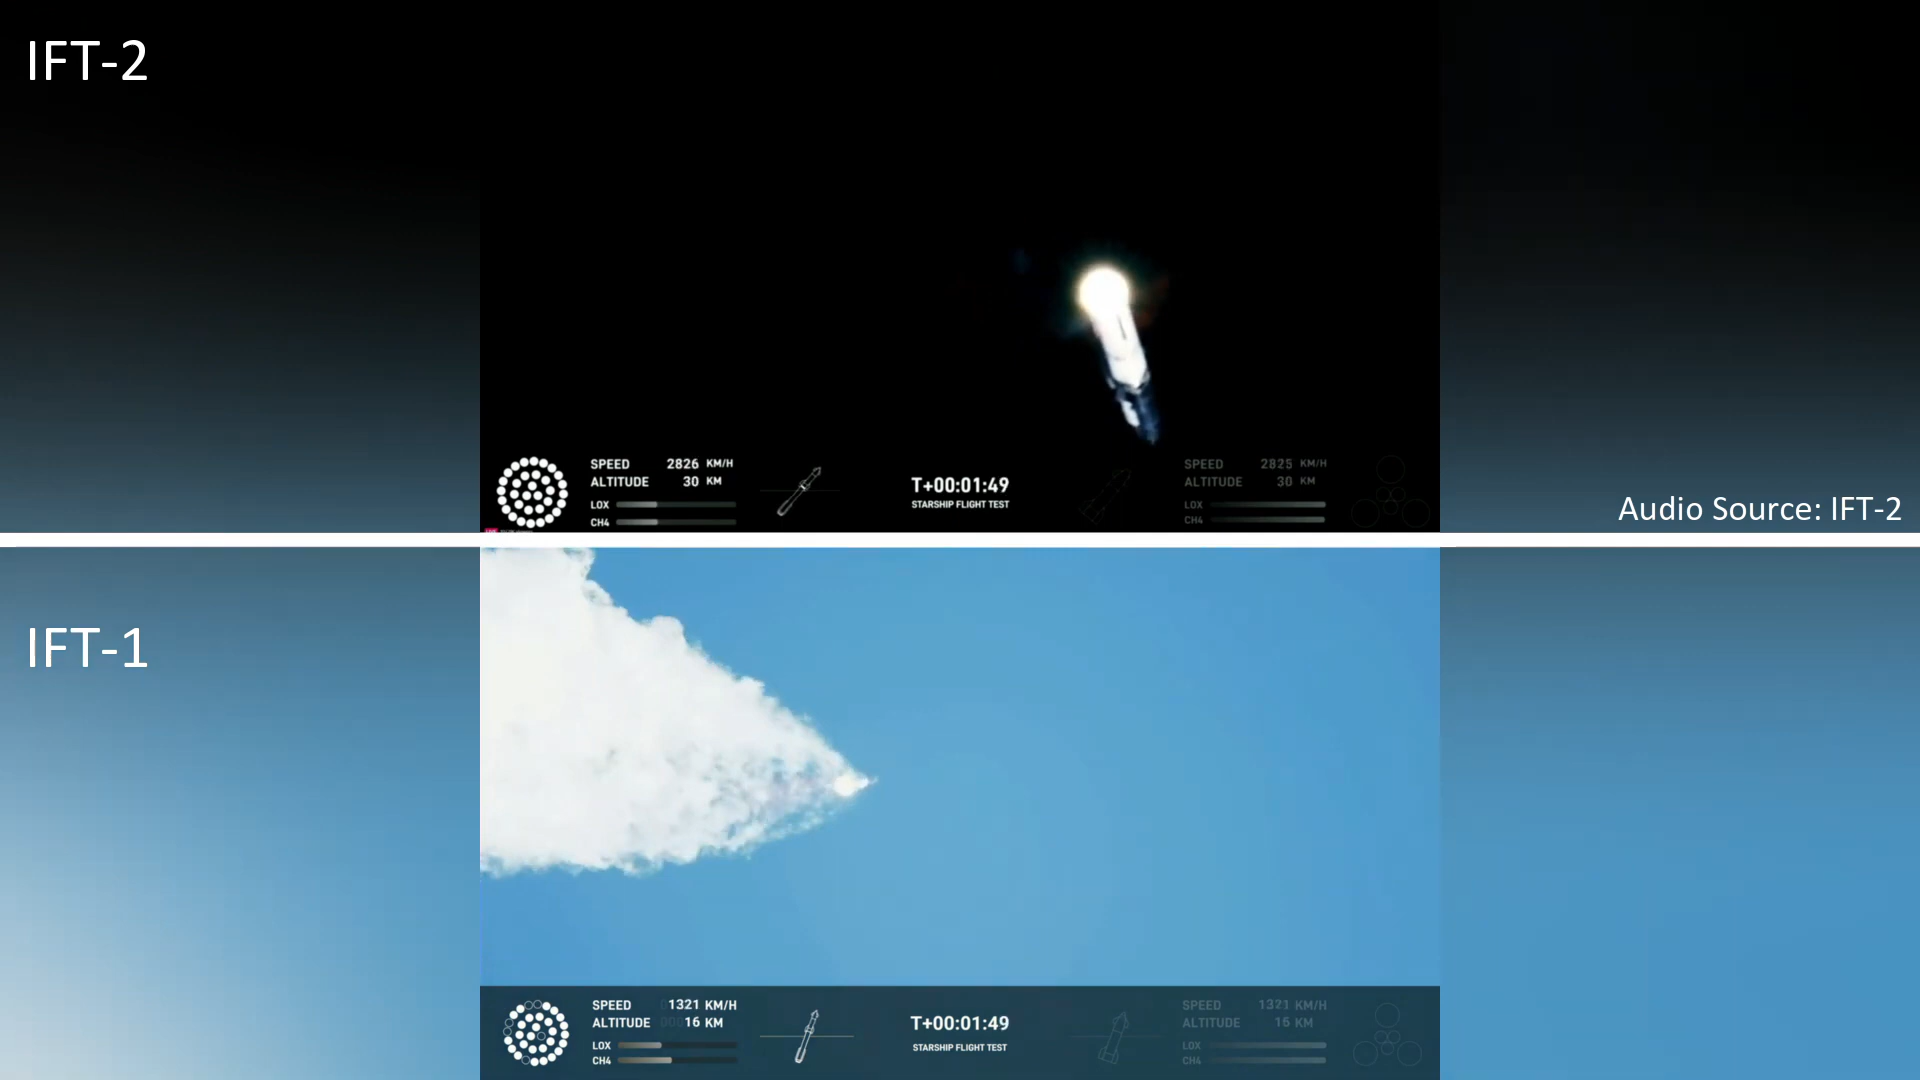 IFT-2
SPEED 2826 KM/H
ALTITUDE 30 KM
LOX
CH4
T+00:01:49
STARSHIP FLIGHT TEST
SPEED 2825 KM/H
ALTITUDE 30 KM
LOX
CH4
Audio Source: IFT-2
IFT-1
SPEED 1321 KM/H
ALTITUDE 16 KM
LOX
CH4
T+00:01:49
STARSHIP FLIGHT TEST
SPEED 1321 KM/H
ALTITUDE 15 KM
LOX
CH4